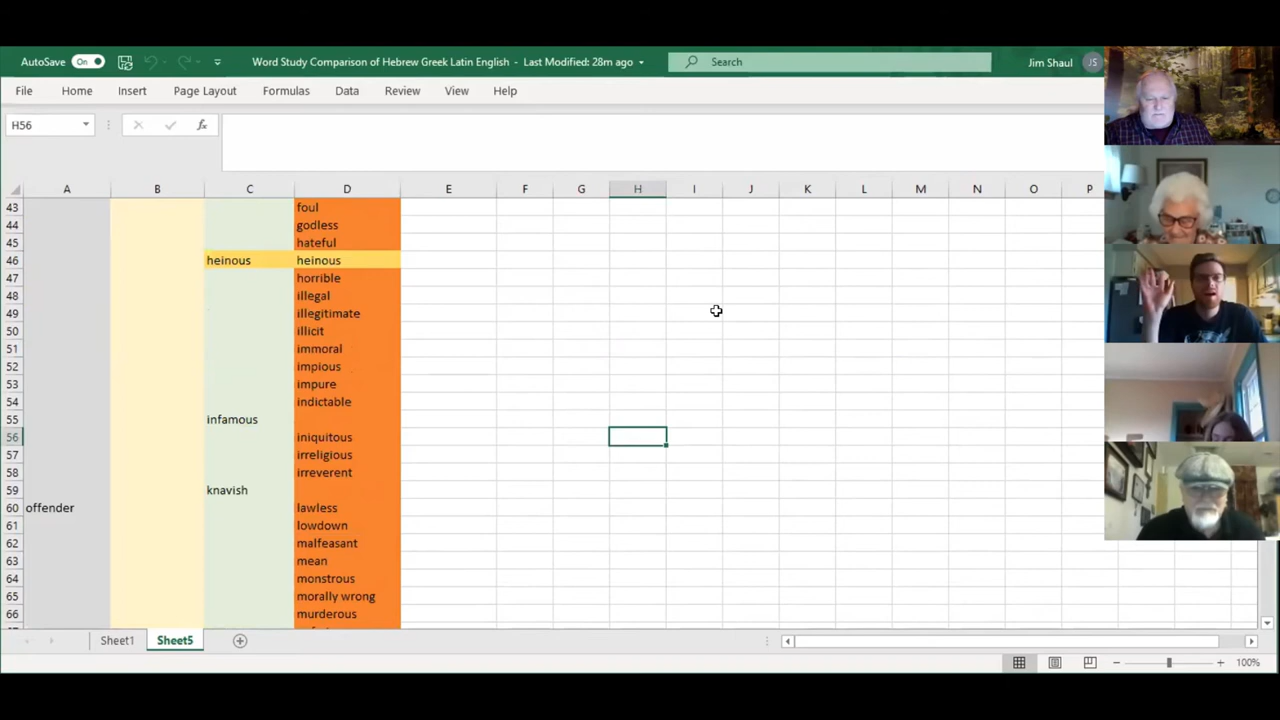 AutoSave On Word Study Comparison of Hebrew Greek Latin English - Last Modified: 28m ago Search Jim Shaul JS
File Home Insert Page Layout Formulas Data Review View Help
H56 fx
A B C D E F G H I J K L M N O P
43 foul
44 godless
45 hateful
46 heinous heinous
47 horrible
48 illegal
49 illegitimate
50 illicit
51 immoral
52 impious
53 impure
54 indictable
55 infamous
56 iniquitous
57 irreligious
58 irreverent
59 knavish
60 offender lawless
61 lowdown
62 malfeasant
63 mean
64 monstrous
65 morally wrong
66 murderous
Sheet1 Sheet5
100%